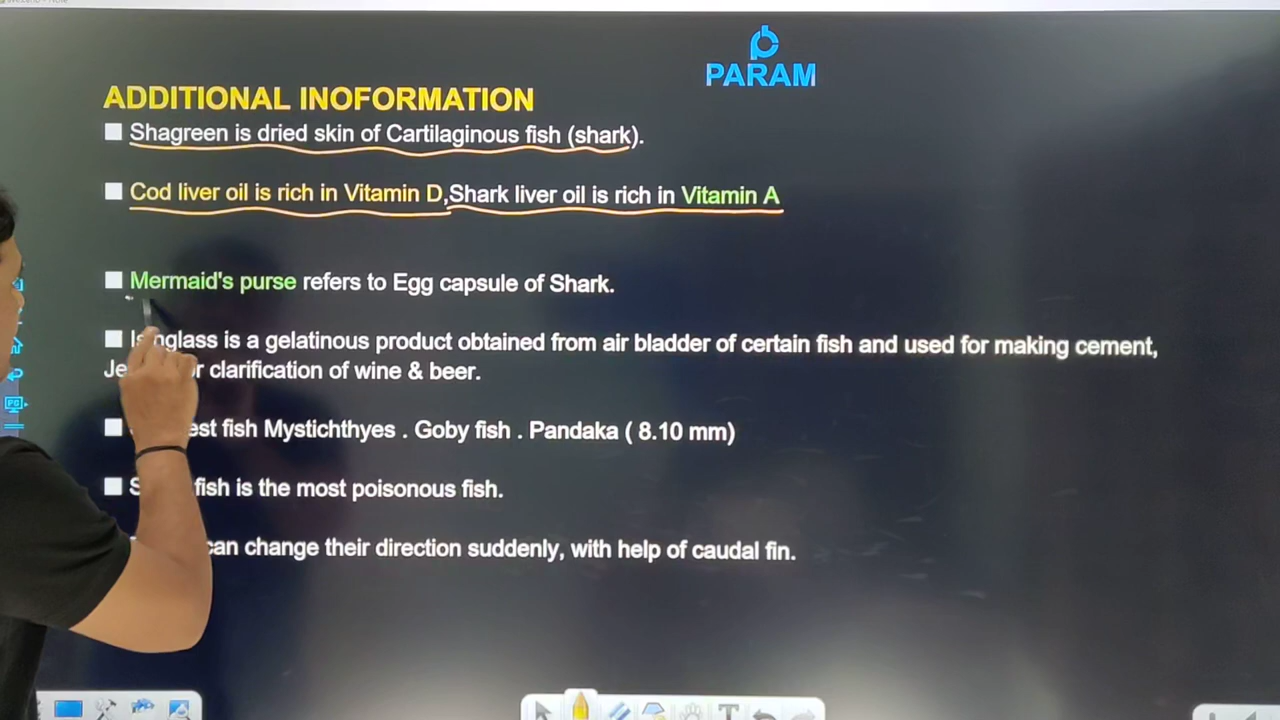 PARAM
ADDITIONAL INOFORMATION
Shagreen is dried skin of Cartilaginous fish (shark).
Cod liver oil is rich in Vitamin D,Shark liver oil is rich in Vitamin A
Mermaid's purse refers to Egg capsule of Shark.
is a gelatinous product obtained from air bladder of certain fish and used for making cement,
clarification of wine & beer.
fish Mystichthyes . Goby fish . Pandaka ( 8.10 mm)
fish is the most poisonous fish.
can change their direction suddenly, with help of caudal fin.